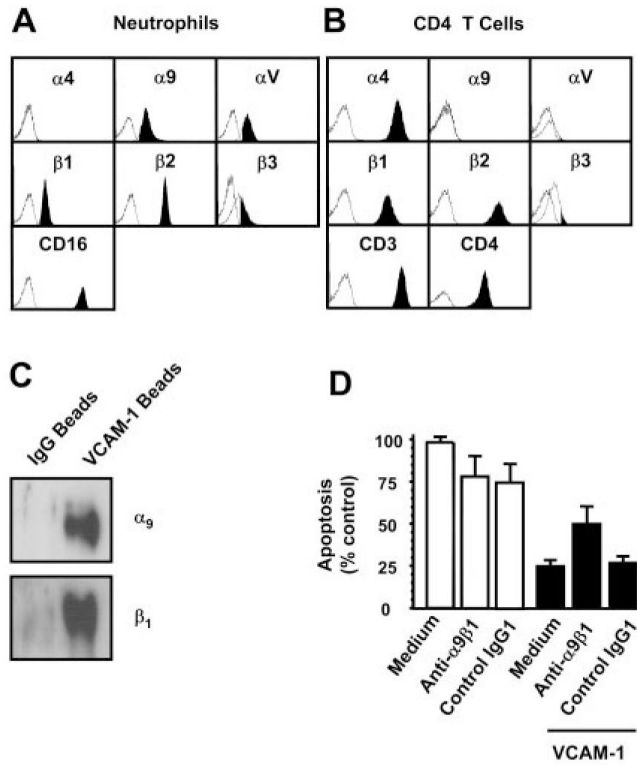 A
Neutrophils
α4 α9 αV
β1 β2 β3
CD16
B
CD4 T Cells
α4 α9 αV
β1 β2 β3
CD3 CD4
C
IgG Beads
VCAM-1 Beads
α9
β1
D
Apoptosis
(% control)
100
75
50
25
0
Medium
Anti-α9β1
Control IgG1
Medium
Anti-α9β1
Control IgG1
VCAM-1